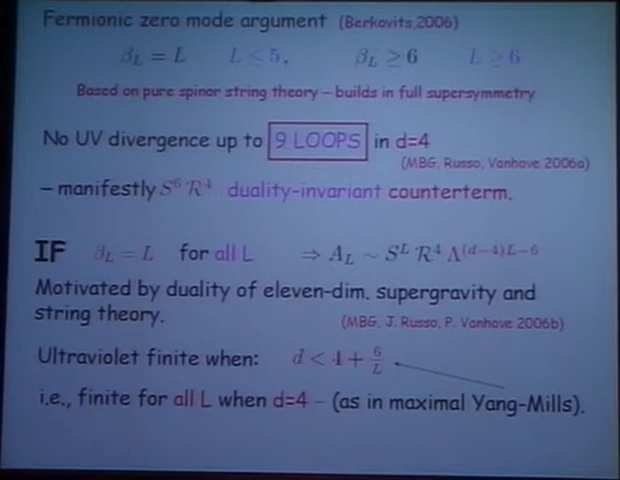 Fermionic zero mode argument (Berkovits 2006)
β_L = L L ≤ 5, β_L ≥ 6 L ≥ 6
Based on pure spinor string theory – builds in full supersymmetry
No UV divergence up to 9 LOOPS in d=4
(MBG, Russo, Vanhove 2006a)
– manifestly S⁶ R⁴ duality-invariant counterterm.
IF β_L = L for all L ⇒ A_L ~ S^L R⁴ Λ^{(d−4)L−6}
Motivated by duality of eleven-dim. supergravity and
string theory.
(MBG, J. Russo, P. Vanhove 2006b)
Ultraviolet finite when: d < 4 + 6/L
i.e., finite for all L when d=4 – (as in maximal Yang-Mills).